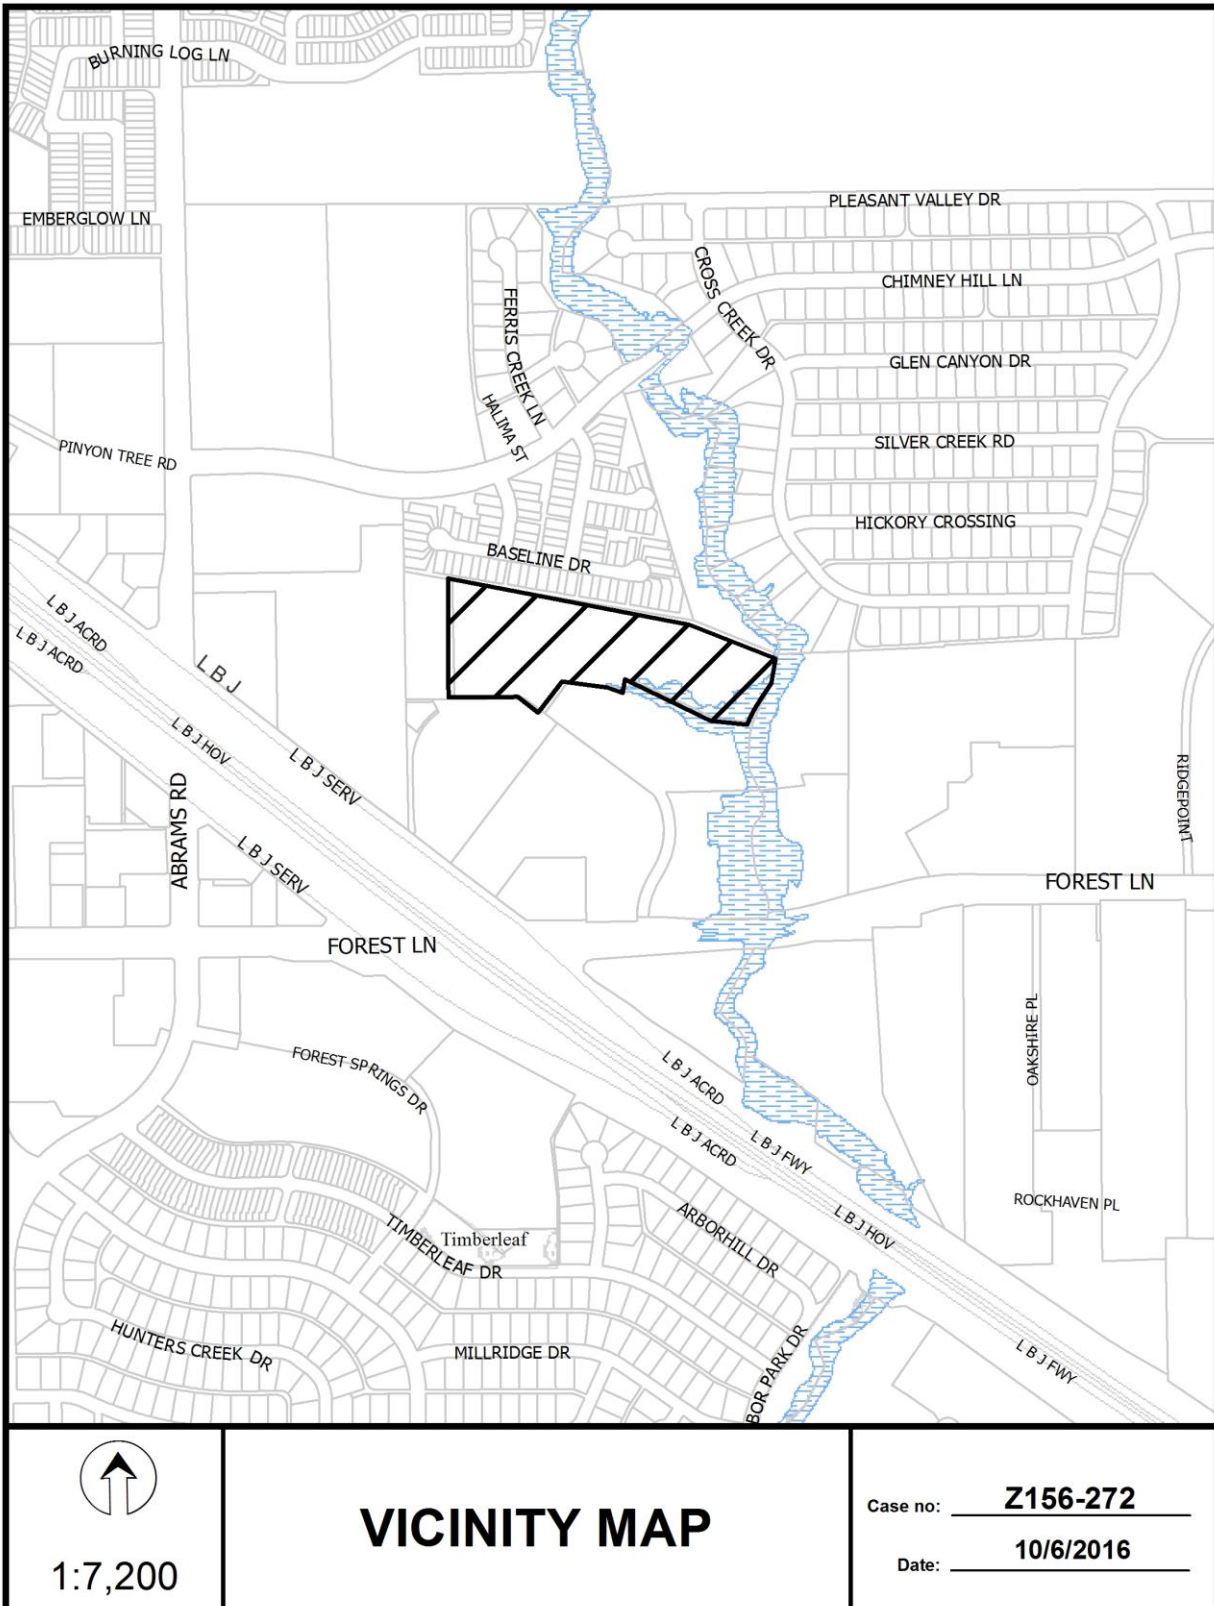 BURNING LOG LN
EMBERGLOW LN
PLEASANT VALLEY DR
CROSS CREEK DR
CHIMNEY HILL LN
FERRIS CREEK LN
GLEN CANYON DR
HALIMA ST
SILVER CREEK RD
PINYON TREE RD
HICKORY CROSSING
BASELINE DR
L B J ACRD
L B J ACRD
L B J
L B J HOV
L B J SERV
RIDGEPOINT
ABRAMS RD
L B J SERV
FOREST LN
FOREST LN
OAKSHIRE PL
FOREST SPRINGS DR
L B J ACRD
L B J ACRD
L B J FWY
ROCKHAVEN PL
ARBORHILL DR
L B J HOV
Timberleaf
TIMBERLEAF DR
HUNTERS CREEK DR
MILLRIDGE DR
BOR PARK DR
L B J FWY
1:7,200
VICINITY MAP
Case no: Z156-272
Date: 10/6/2016